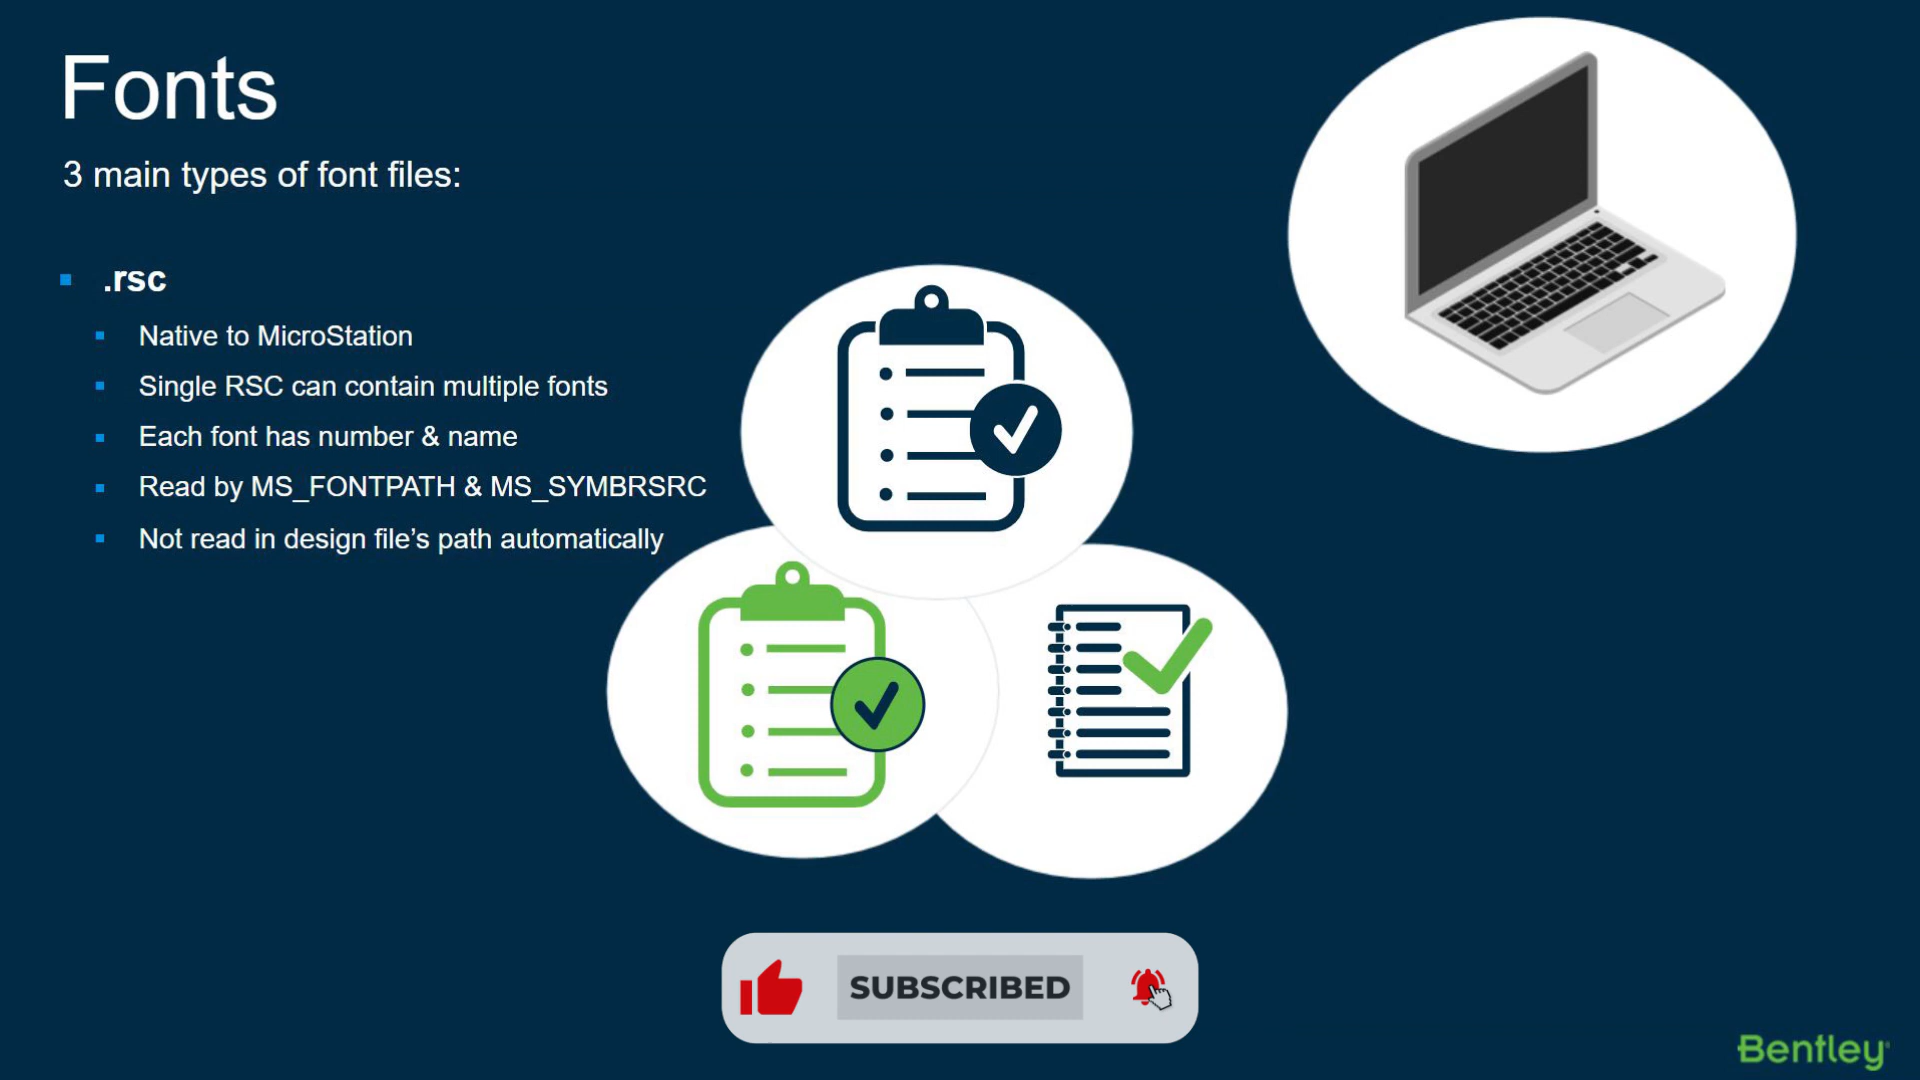 Fonts
3 main types of font files:
.rsc
Native to MicroStation
Single RSC can contain multiple fonts
Each font has number & name
Read by MS_FONTPATH & MS_SYMBRSRC
Not read in design file’s path automatically
SUBSCRIBED
Bentley